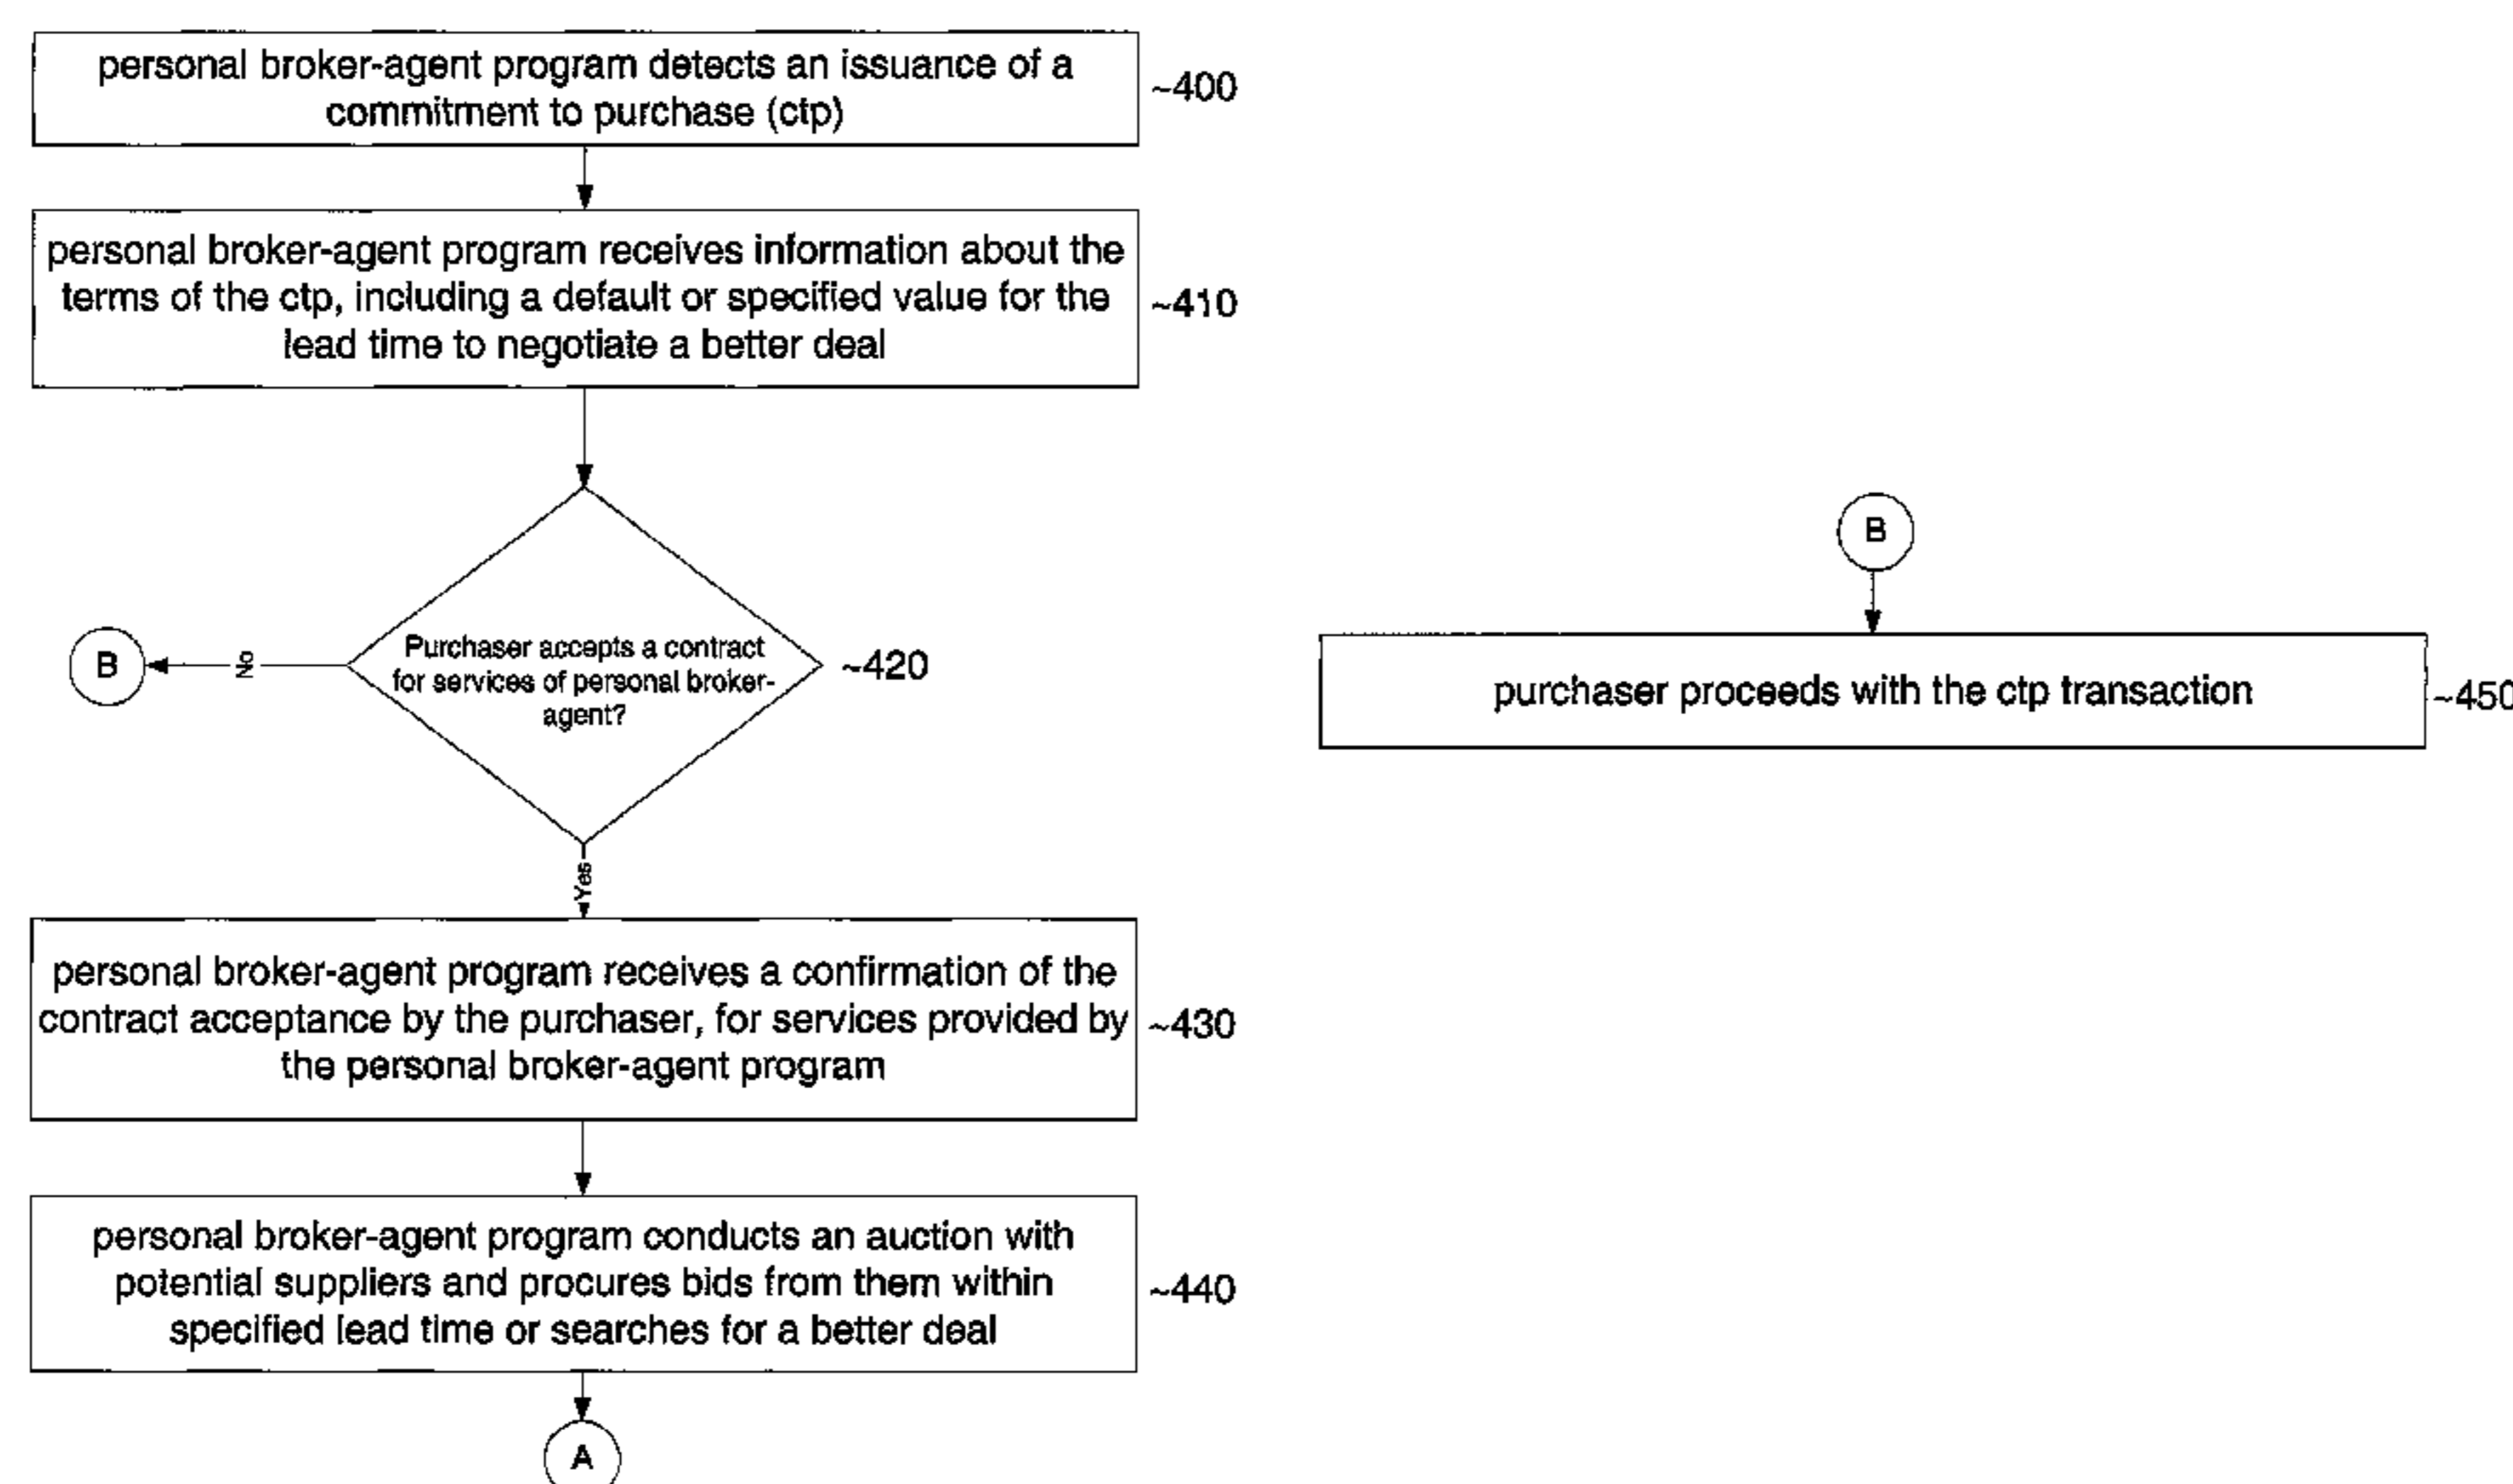 personal broker-agent program detects an issuance of a
commitment to purchase (ctp)
~400
personal broker-agent program receives information about the
terms of the ctp, including a default or specified value for the
lead time to negotiate a better deal
~410
Purchaser accepts a contract
for services of personal broker-
agent?
~420
No
B
Yes
personal broker-agent program receives a confirmation of the
contract acceptance by the purchaser, for services provided by
the personal broker-agent program
~430
personal broker-agent program conducts an auction with
potential suppliers and procures bids from them within
specified lead time or searches for a better deal
~440
A
B
purchaser proceeds with the ctp transaction
~450